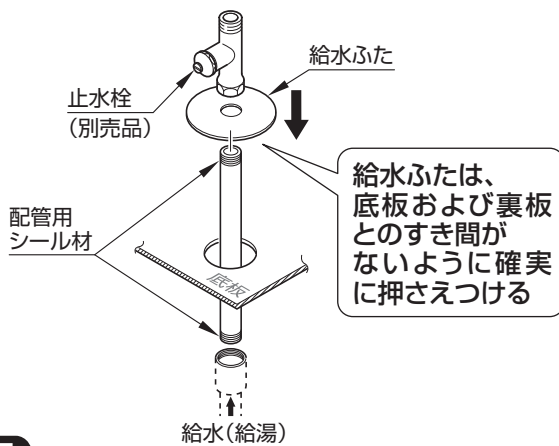 給水ふた
止水栓
(別売品)
給水ふたは、
底板および裏板
とのすき間が
ないように確実
に押さえつける
配管用
シール材
底板
給水(給湯)